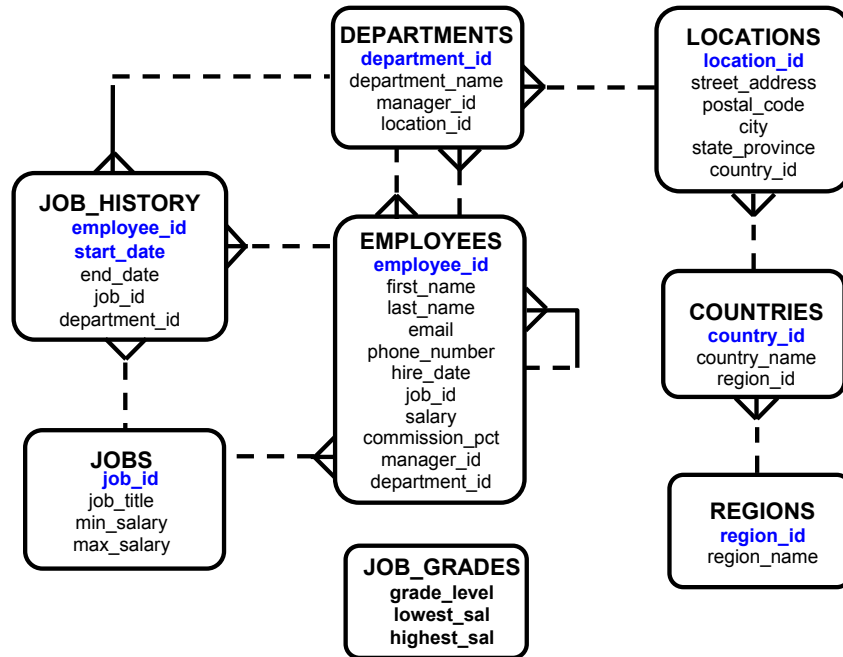 DEPARTMENTS
department_id
department_name
manager_id
location_id
LOCATIONS
location_id
street_address
postal_code
city
state_province
country_id
JOB_HISTORY
employee_id
start_date
end_date
job_id
department_id
EMPLOYEES
employee_id
first_name
last_name
email
phone_number
hire_date
job_id
salary
commission_pct
manager_id
department_id
COUNTRIES
country_id
country_name
region_id
JOBS
job_id
job_title
min_salary
max_salary
REGIONS
region_id
region_name
JOB_GRADES
grade_level
lowest_sal
highest_sal